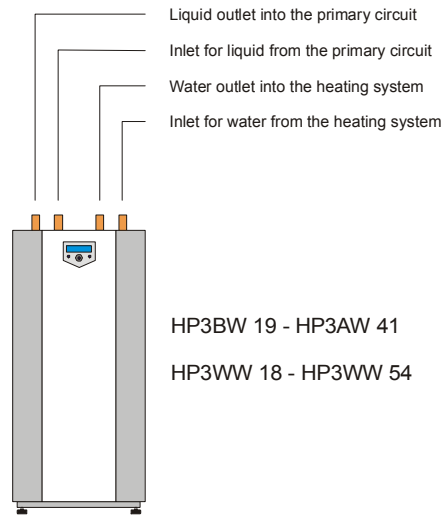 Liquid outlet into the primary circuit
Inlet for liquid from the primary circuit
Water outlet into the heating system
Inlet for water from the heating system
HP3BW 19 - HP3AW 41
HP3WW 18 - HP3WW 54